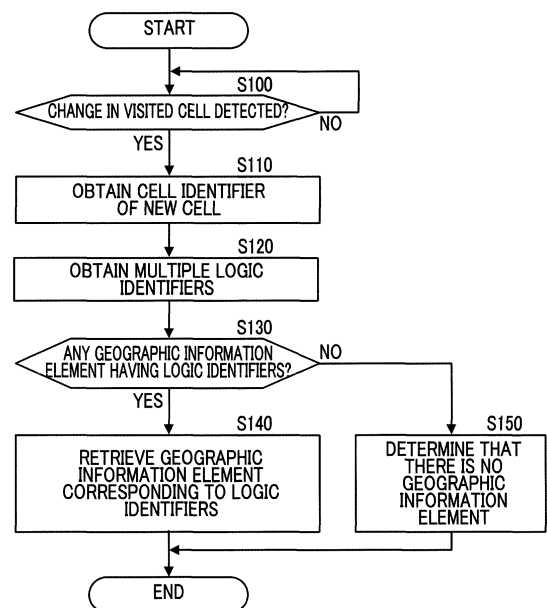 START
S100
CHANGE IN VISITED CELL DETECTED?
NO
YES
S110
OBTAIN CELL IDENTIFIER
OF NEW CELL
S120
OBTAIN MULTIPLE LOGIC
IDENTIFIERS
S130
ANY GEOGRAPHIC INFORMATION
ELEMENT HAVING LOGIC IDENTIFIERS?
NO
YES
S140
RETRIEVE GEOGRAPHIC
INFORMATION ELEMENT
CORRESPONDING TO LOGIC
IDENTIFIERS
S150
DETERMINE THAT
THERE IS NO
GEOGRAPHIC
INFORMATION
ELEMENT
END